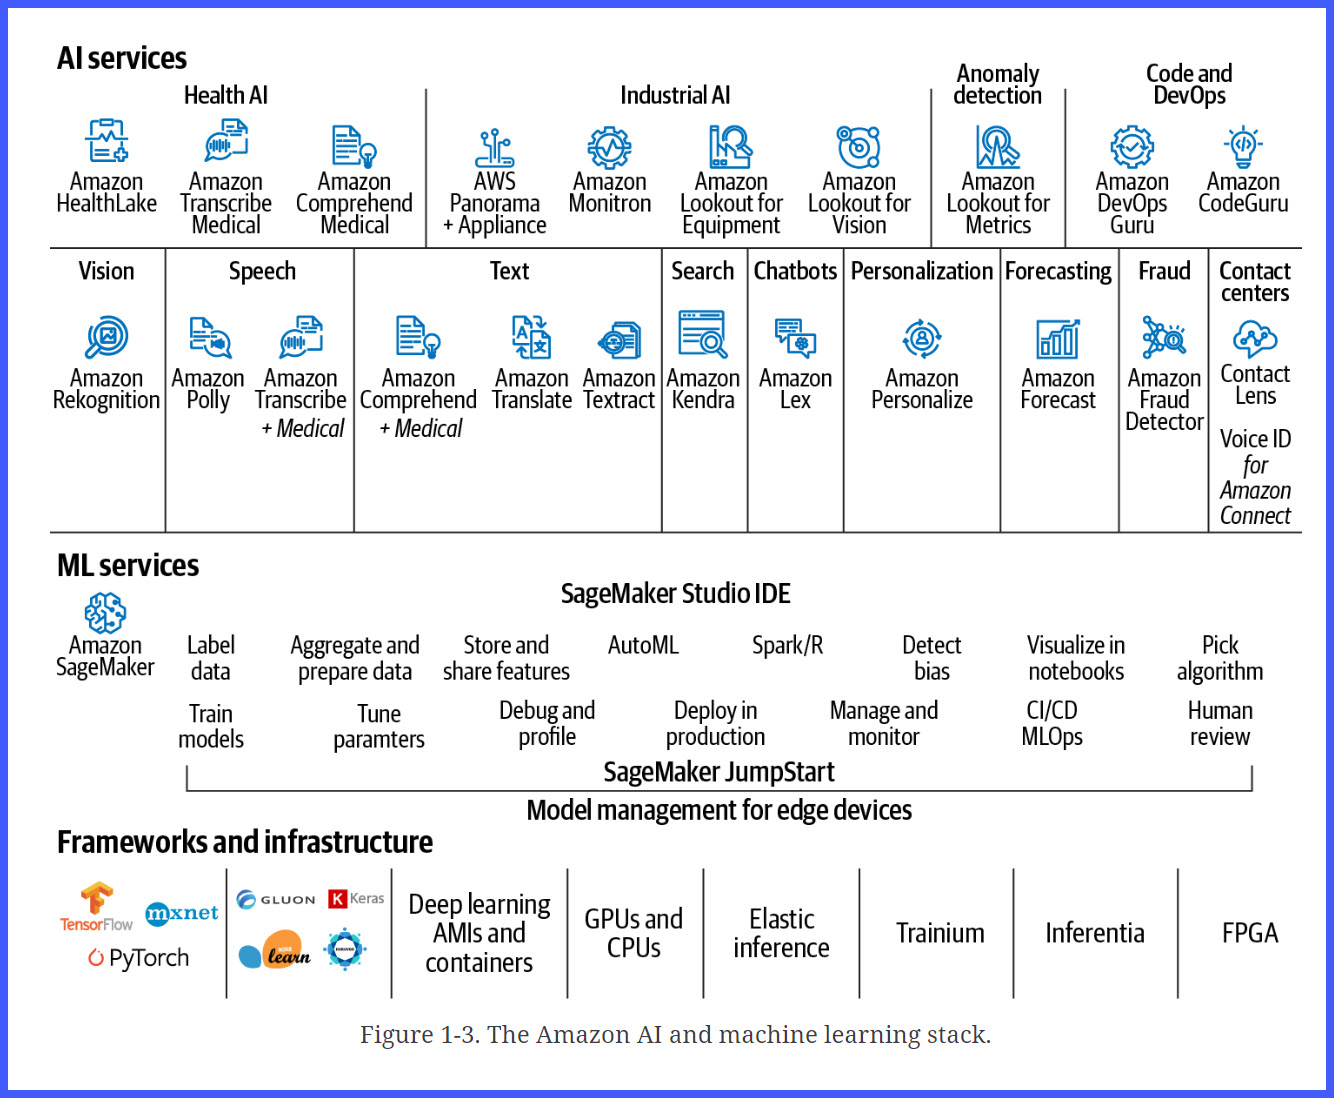 AI services
Health AI
Industrial AI
Anomaly
detection
Code and
DevOps
Amazon
HealthLake
Amazon
Transcribe
Medical
Amazon
Comprehend
Medical
AWS
Panorama
+ Appliance
Amazon
Monitron
Amazon
Lookout for
Equipment
Amazon
Lookout for
Vision
Amazon
Lookout for
Metrics
Amazon
DevOps
Guru
Amazon
CodeGuru
Vision
Speech
Text
Search
Chatbots
Personalization
Forecasting
Fraud
Contact
centers
Amazon
Rekognition
Amazon
Polly
Amazon
Transcribe
+ Medical
Amazon
Comprehend
+ Medical
Amazon
Translate
Amazon
Textract
Amazon
Kendra
Amazon
Lex
Amazon
Personalize
Amazon
Forecast
Amazon
Fraud
Detector
Contact
Lens
Voice ID
for
Amazon
Connect
ML services
SageMaker Studio IDE
Amazon
SageMaker
Label
data
Aggregate and
prepare data
Store and
share features
AutoML
Spark/R
Detect
bias
Visualize in
notebooks
Pick
algorithm
Train
models
Tune
paramters
Debug and
profile
Deploy in
production
Manage and
monitor
CI/CD
MLOps
Human
review
SageMaker JumpStart
Model management for edge devices
Frameworks and infrastructure
TensorFlow
mxnet
PyTorch
GLUON
K Keras
learn
Deep learning
AMIs and
containers
GPUs and
CPUs
Elastic
inference
Trainium
Inferentia
FPGA
Figure 1-3. The Amazon AI and machine learning stack.